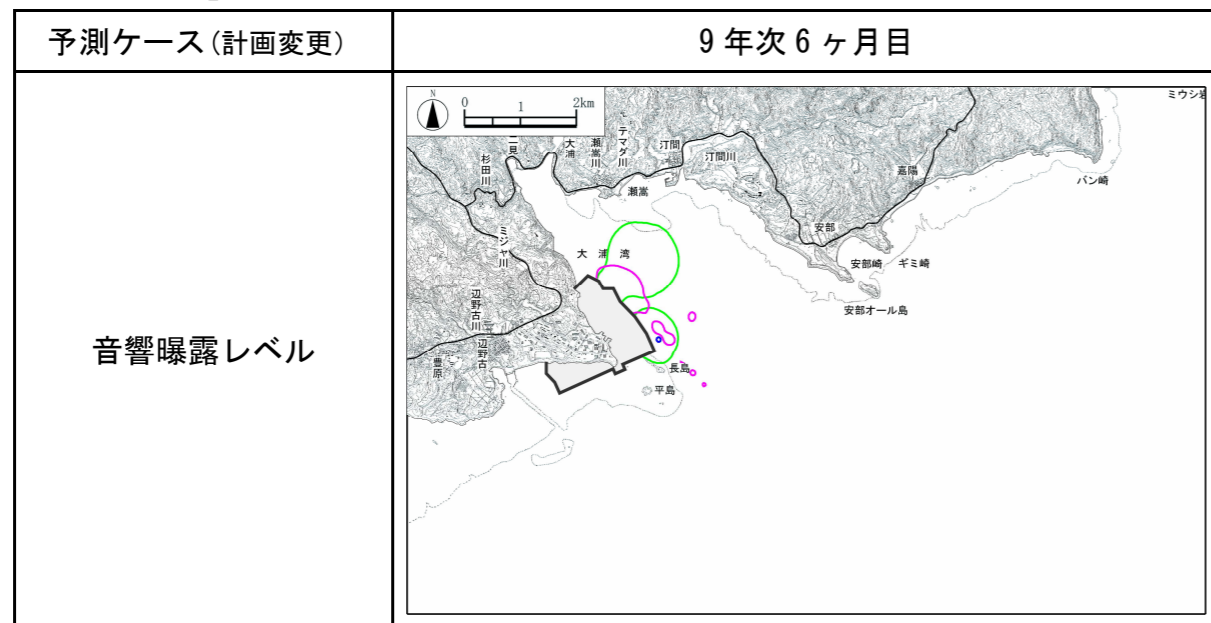 予測ケース(計画変更)
9年次6ヶ月目
音響曝露レベル
N
0 1 2km
ミウシ岩
二見
大浦
瀬嵩川
テマダ川
汀間
汀間川
杉田川
瀬嵩
嘉陽
バン崎
ミジャ川
安部
大浦湾
安部崎
ギミ崎
安部オール島
辺野古川
辺野古
豊原
長島
平島